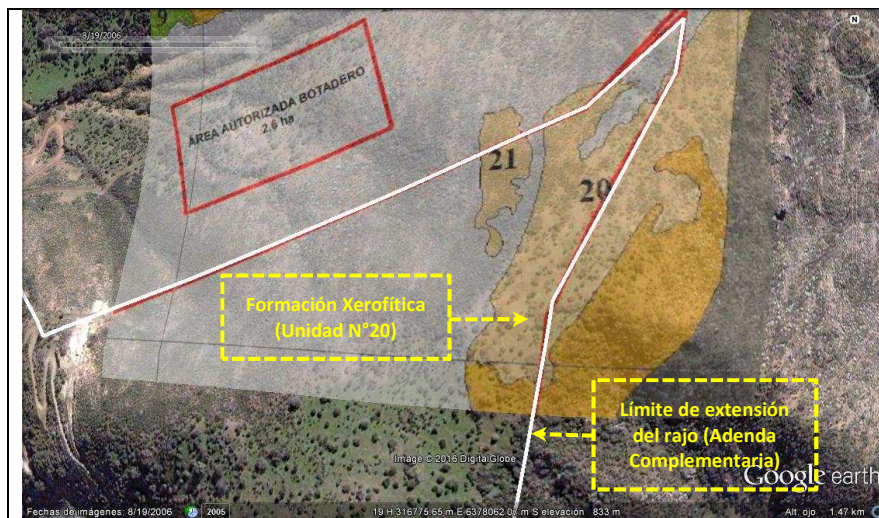 9
8/19/2006
N
ÁREA AUTORIZADA BOTADERO
2.6 ha
21
20
Formación Xerofítica
(Unidad N°20)
Límite de extensión
del rajo (Adenda
Complementaria)
Image © 2016 DigitalGlobe
Google earth
Fechas de imágenes: 8/19/2006 2005 19 H 316775.65 m E 6378062.0 m S elevación 833 m Alt. ojo 1.47 km